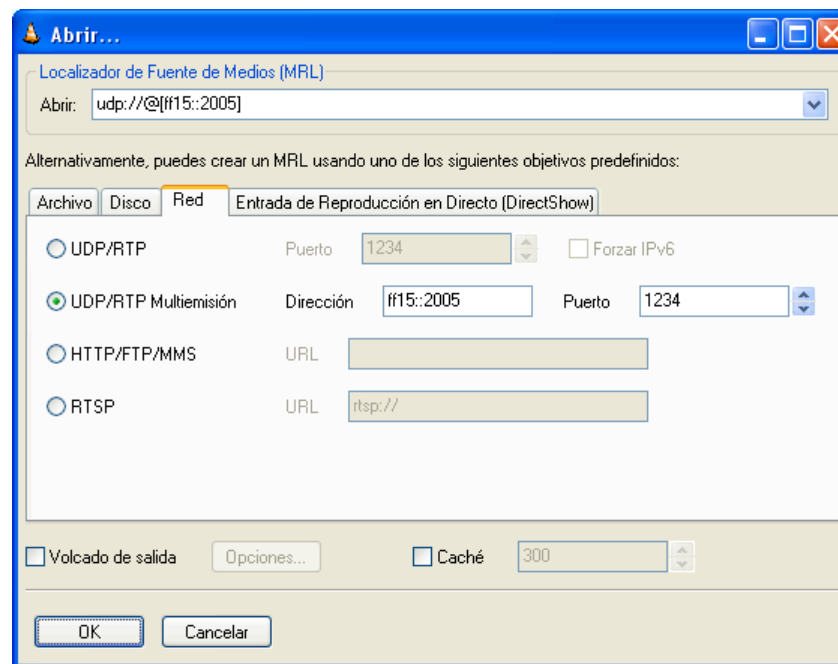 Abrir...
Localizador de Fuente de Medios (MRL)
Abrir: udp://@[ff15::2005]
Alternativamente, puedes crear un MRL usando uno de los siguientes objetivos predefinidos:
Archivo Disco Red Entrada de Reproducción en Directo (DirectShow)
UDP/RTP Puerto 1234 Forzar IPv6
UDP/RTP Multiemisión Dirección ff15::2005 Puerto 1234
HTTP/FTP/MMS URL
RTSP URL rtsp://
Volcado de salida Opciones... Caché 300
OK Cancelar